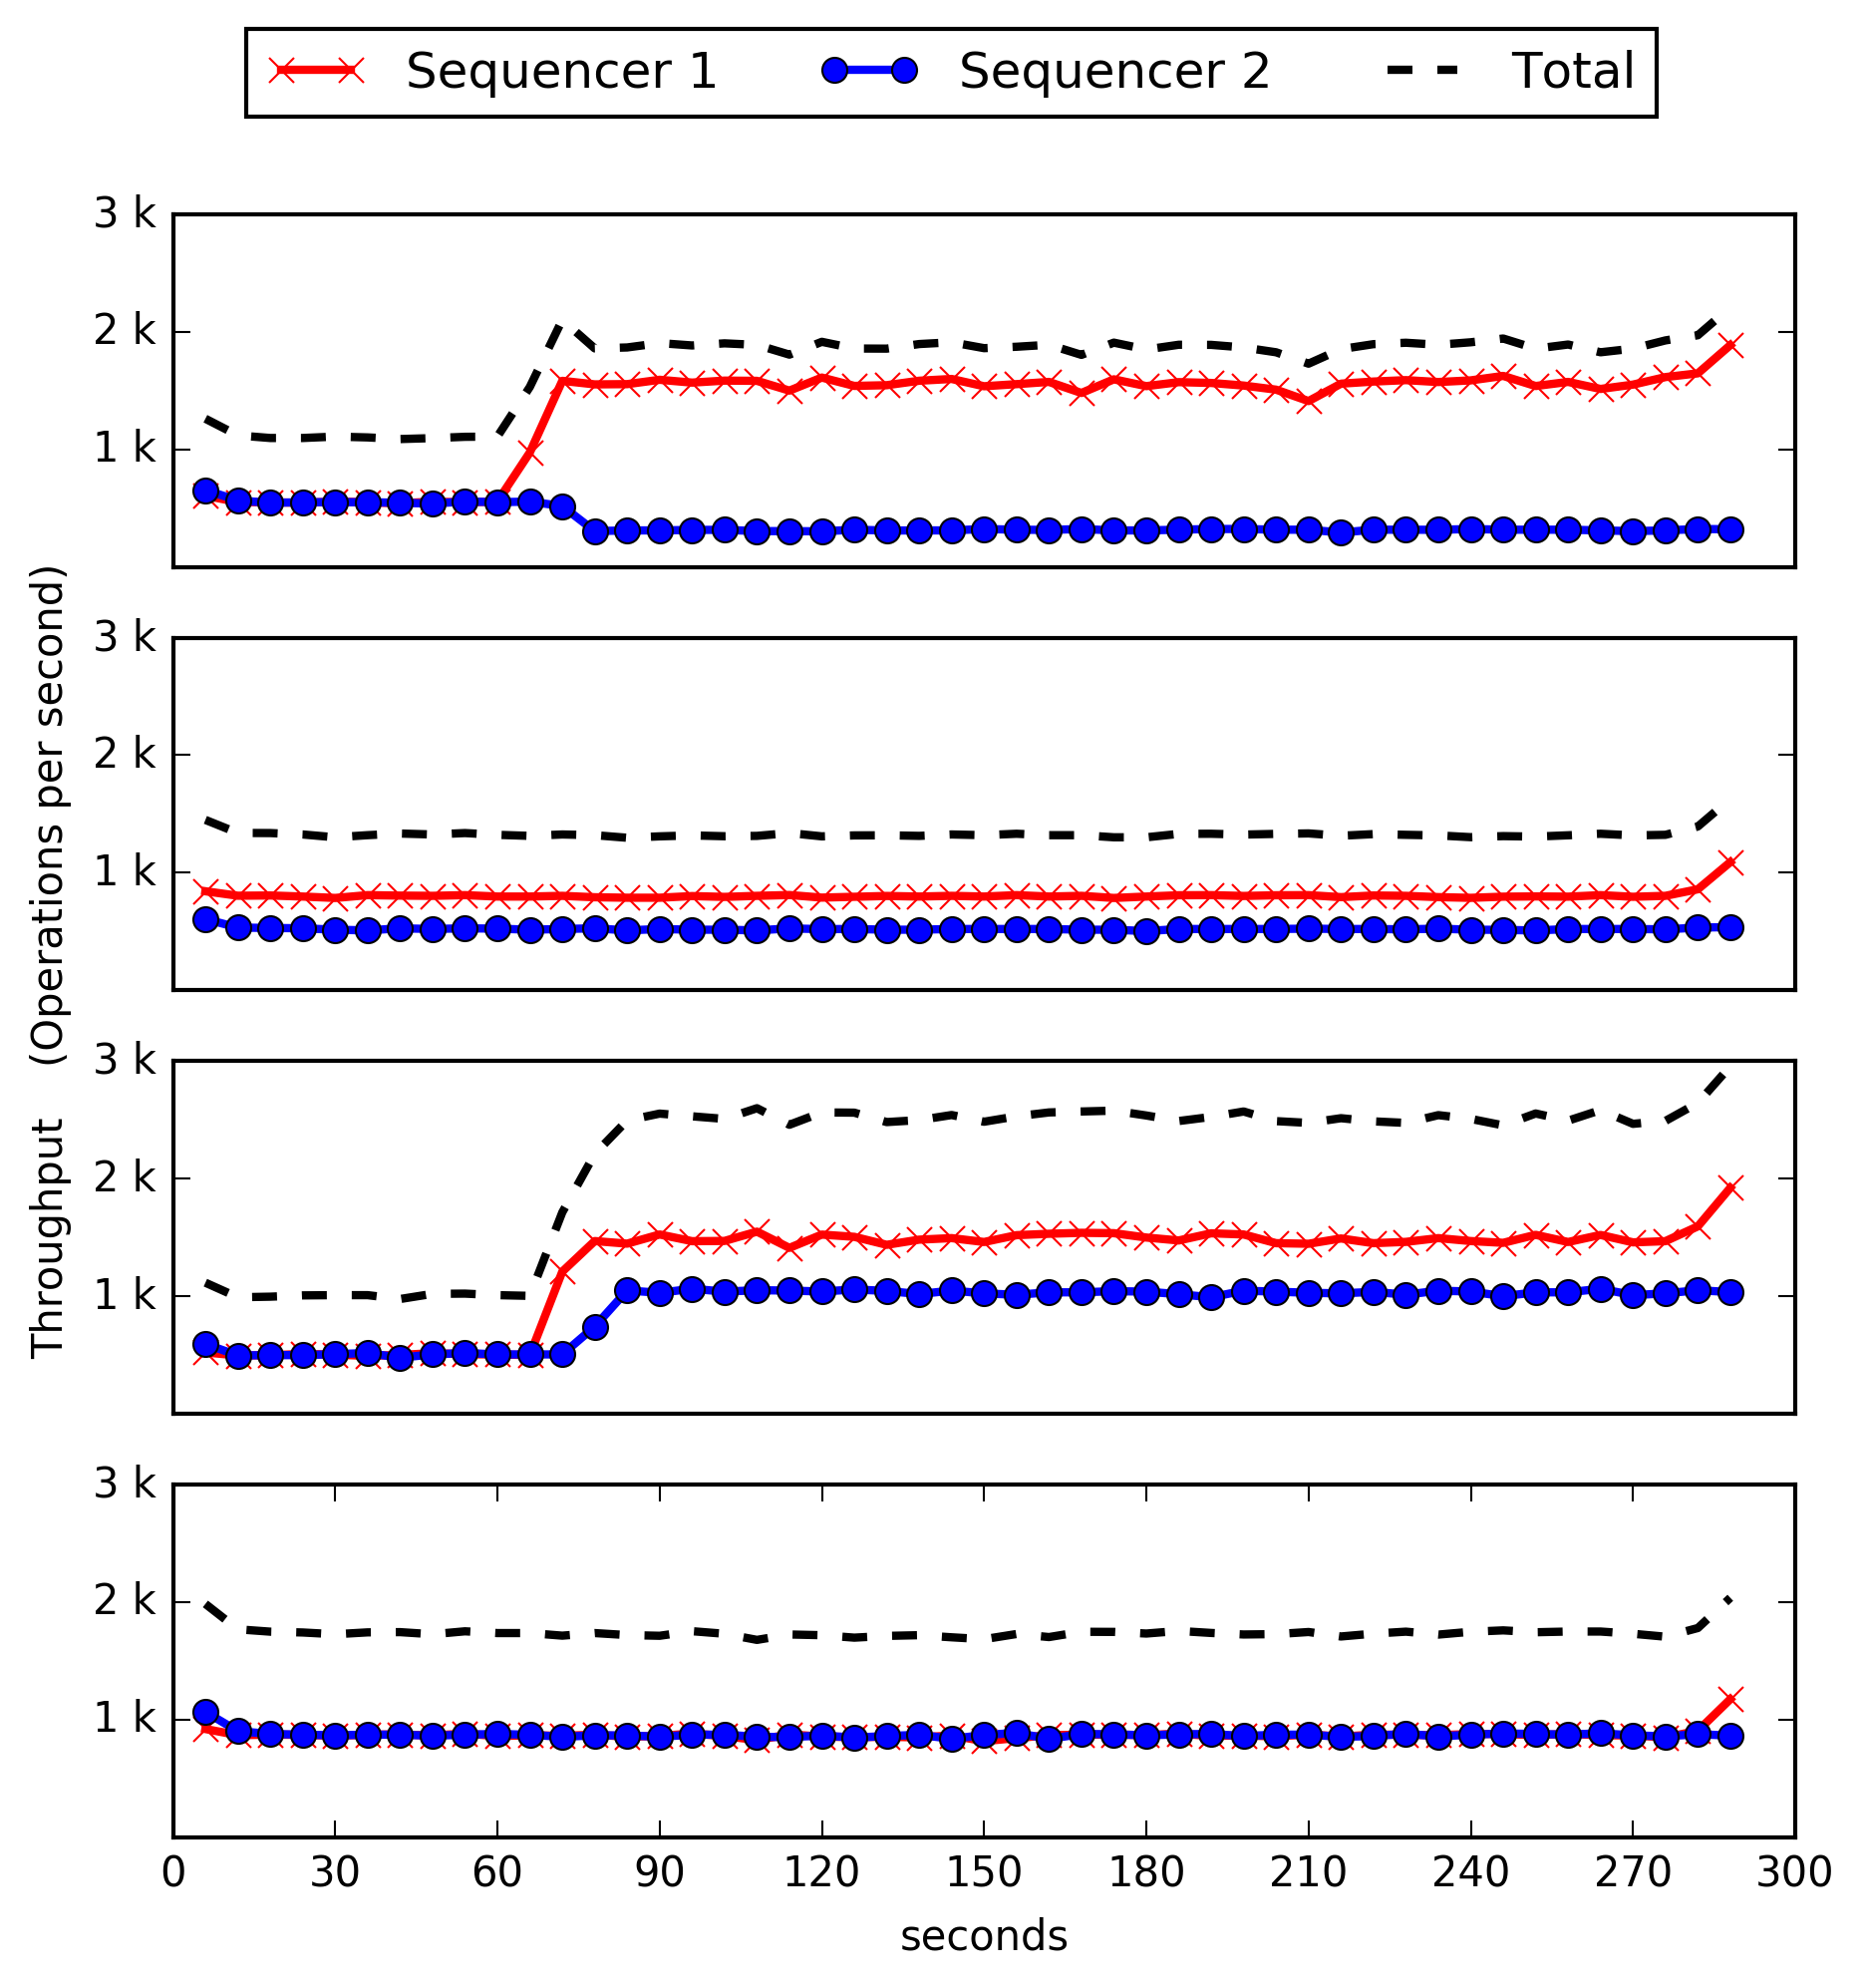 Sequencer 1 Sequencer 2 Total
3 k
2 k
1 k
3 k
2 k
1 k
3 k
2 k
1 k
3 k
2 k
1 k
Throughput (Operations per second)
0 30 60 90 120 150 180 210 240 270 300
seconds